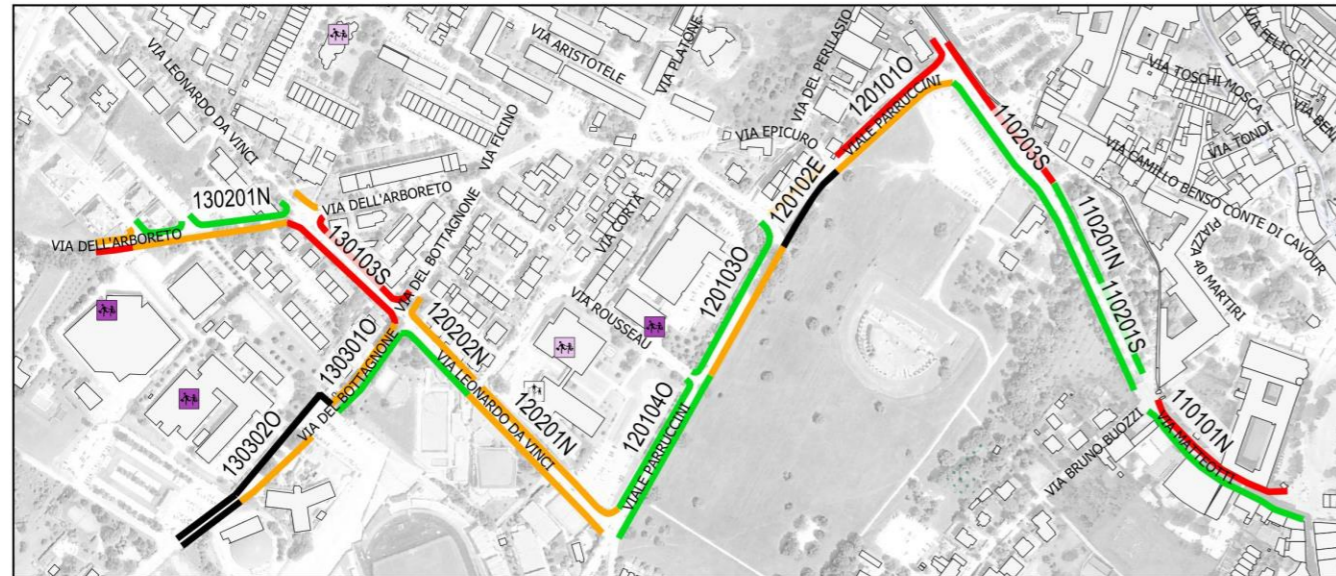 VIA LEONARDO DA VINCI
VIA ARISTOTELE
VIA PLATONE
VIA DEL PERILASIO
VIA FELICCHI
VIA TOSCHI MOSCA
VIA TONDI
VIA CAMILLO BENSO CONTE DI CAVOUR
PIAZZA 40 MARTIRI
VIA FICINO
VIA EPICURO
120101O
VIALE PARRUCCINI
110203S
120102E
130201N
VIA DELL'ARBORETO
VIA DELL'ARBORETO
130103S
VIA DEL BOTTAGNONE
VIA CORTA
VIA ROUSSEAU
120103O
110201N
110201S
130301O
VIA DEL BOTTAGNONE
120202N
VIA LEONARDO DA VINCI
120201N
120104O
VIALE PARRUCCINI
130302O
VIA BRUNO BUOZZI
VIA MATTEOTTI
110101N